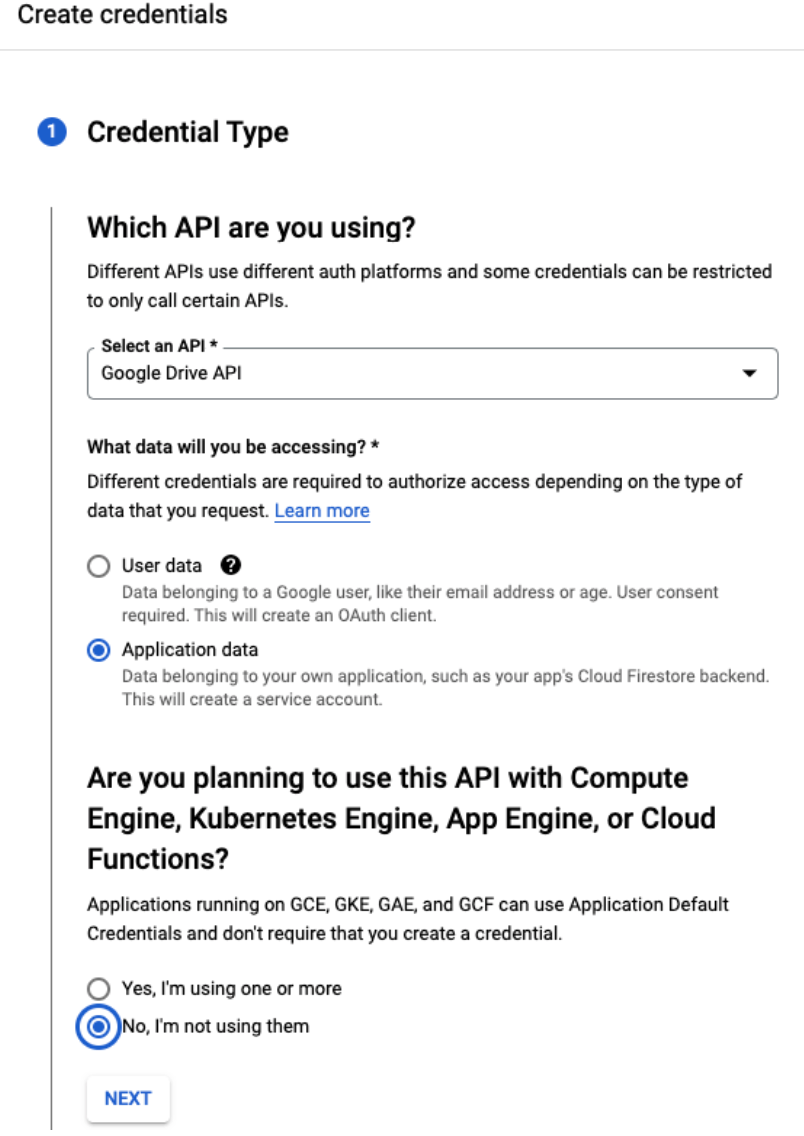 Create credentials
1 Credential Type
Which API are you using?
Different APIs use different auth platforms and some credentials can be restricted
to only call certain APIs.
Select an API *
Google Drive API
What data will you be accessing? *
Different credentials are required to authorize access depending on the type of
data that you request. Learn more
User data ?
Data belonging to a Google user, like their email address or age. User consent
required. This will create an OAuth client.
Application data
Data belonging to your own application, such as your app's Cloud Firestore backend.
This will create a service account.
Are you planning to use this API with Compute
Engine, Kubernetes Engine, App Engine, or Cloud
Functions?
Applications running on GCE, GKE, GAE, and GCF can use Application Default
Credentials and don't require that you create a credential.
Yes, I'm using one or more
No, I'm not using them
NEXT